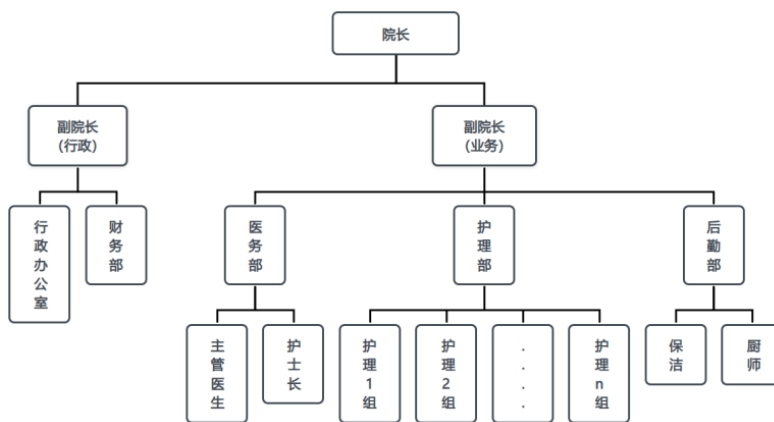 院长
副院长
(行政)
副院长
(业务)
行政办公室
财务部
医务部
护理部
后勤部
主管医生
护士长
护理1组
护理2组
....
护理n组
保洁
厨师